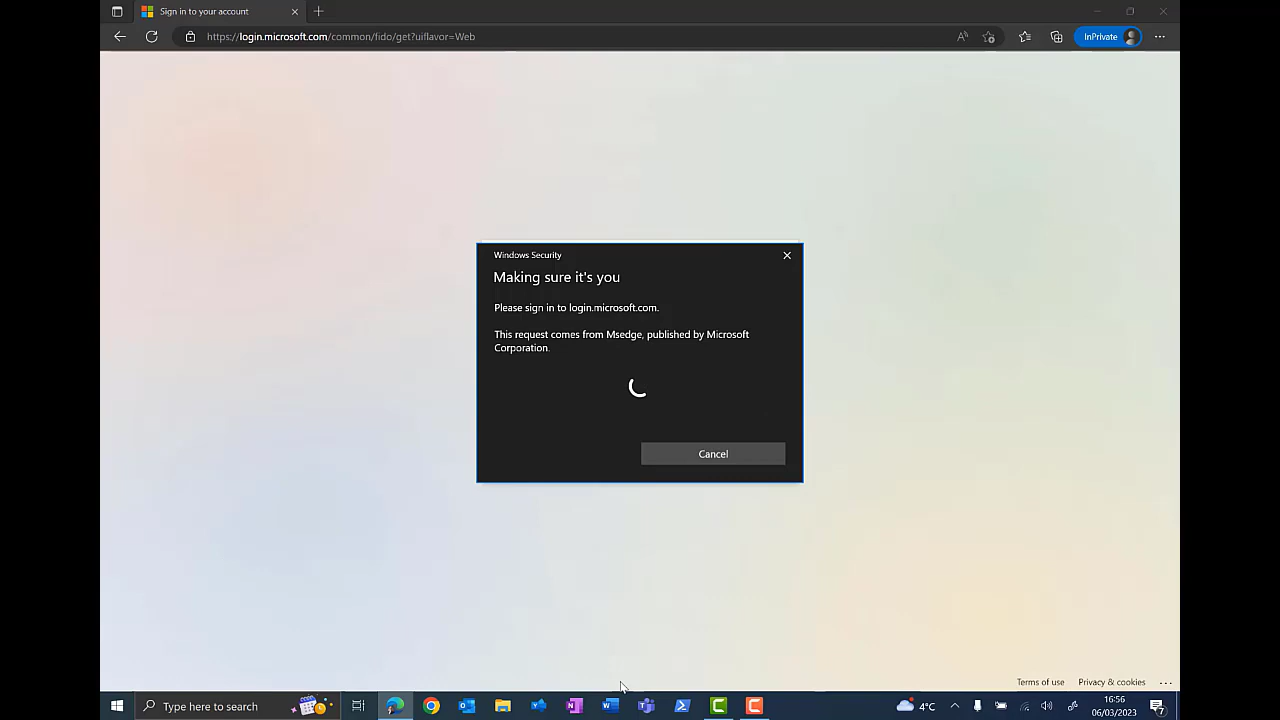 Sign in to your account
https://login.microsoft.com/common/fido/get?uiflavor=Web
InPrivate
Windows Security
Making sure it's you
Please sign in to login.microsoft.com.
This request comes from Msedge, published by Microsoft
Corporation.
Cancel
Terms of use
Privacy & cookies
Type here to search
4°C
16:56
06/03/2023
7